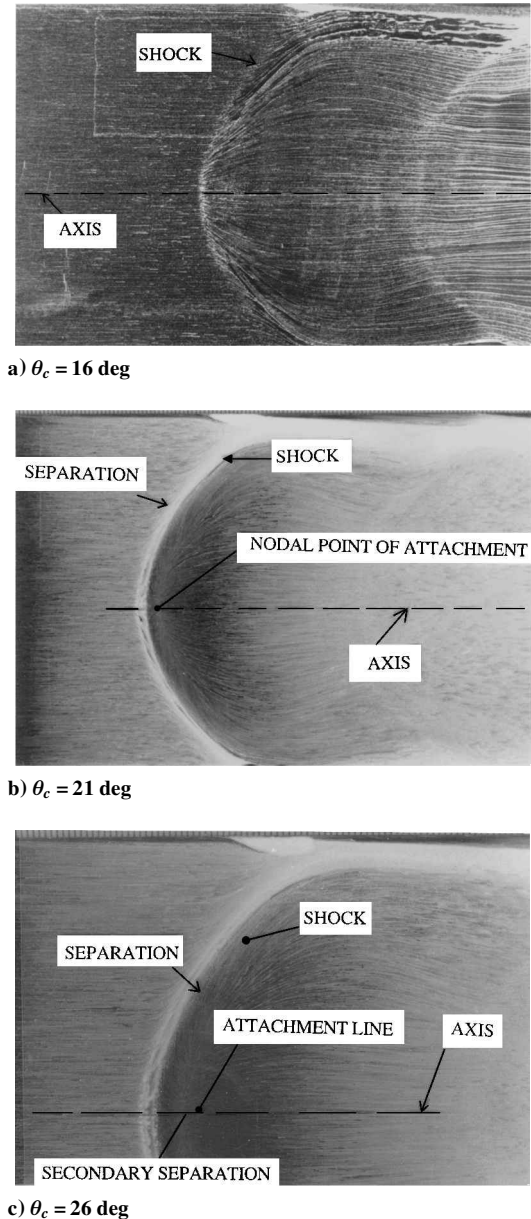 SHOCK
AXIS
a) θc = 16 deg
SHOCK
SEPARATION
NODAL POINT OF ATTACHMENT
AXIS
b) θc = 21 deg
SHOCK
SEPARATION
ATTACHMENT LINE
AXIS
SECONDARY SEPARATION
c) θc = 26 deg